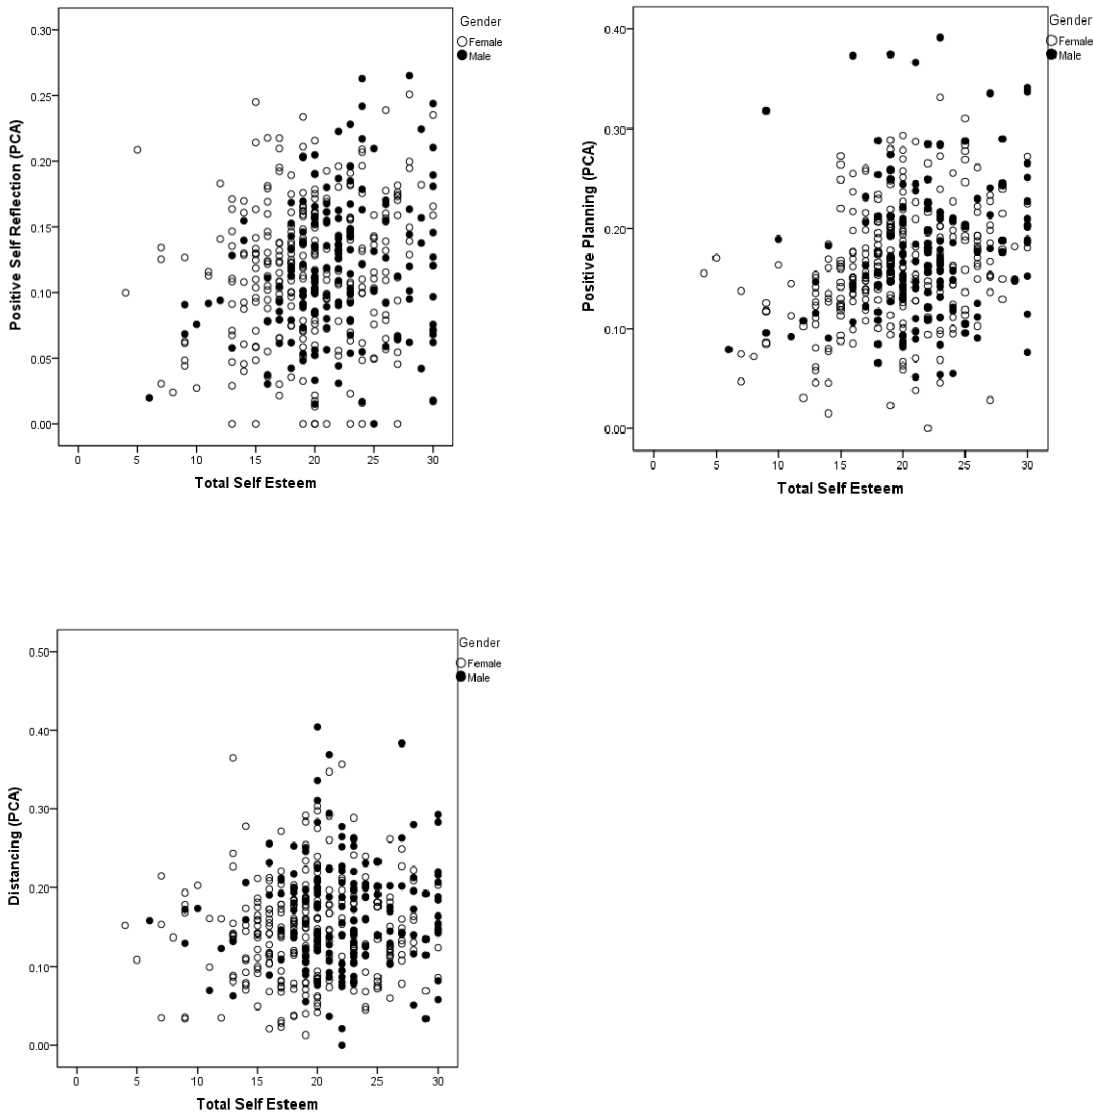 Gender
Female
Male
0.30
0.25
0.20
0.15
0.10
0.05
0.00
Positive Self Reflection (PCA)
0 5 10 15 20 25 30
Total Self Esteem
Gender
Female
Male
0.40
0.30
0.20
0.10
0.00
Positive Planning (PCA)
0 5 10 15 20 25 30
Total Self Esteem
Gender
Female
Male
0.50
0.40
0.30
0.20
0.10
0.00
Distancing (PCA)
0 5 10 15 20 25 30
Total Self Esteem